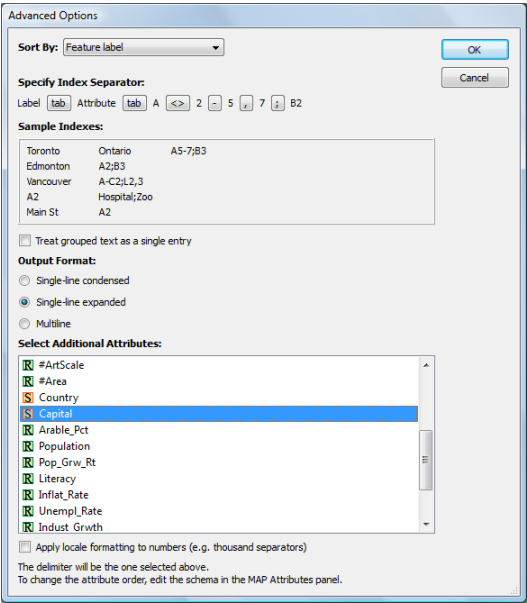 Advanced Options
Sort By: Feature label
OK
Cancel
Specify Index Separator:
Label tab Attribute tab A <> 2 - 5 , 7 ; B2
Sample Indexes:
Toronto Ontario A5-7;B3
Edmonton A2;B3
Vancouver A-C2;L2,3
A2 Hospital;Zoo
Main St A2
Treat grouped text as a single entry
Output Format:
Single-line condensed
Single-line expanded
Multiline
Select Additional Attributes:
R #ArtScale
R #Area
S Country
S Capital
R Arable_Pct
R Population
R Pop_Grw_Rt
R Literacy
R Inflat_Rate
R Unempl_Rate
R Indust_Grwth
Apply locale formatting to numbers (e.g. thousand separators)
The delimiter will be the one selected above.
To change the attribute order, edit the schema in the MAP Attributes panel.